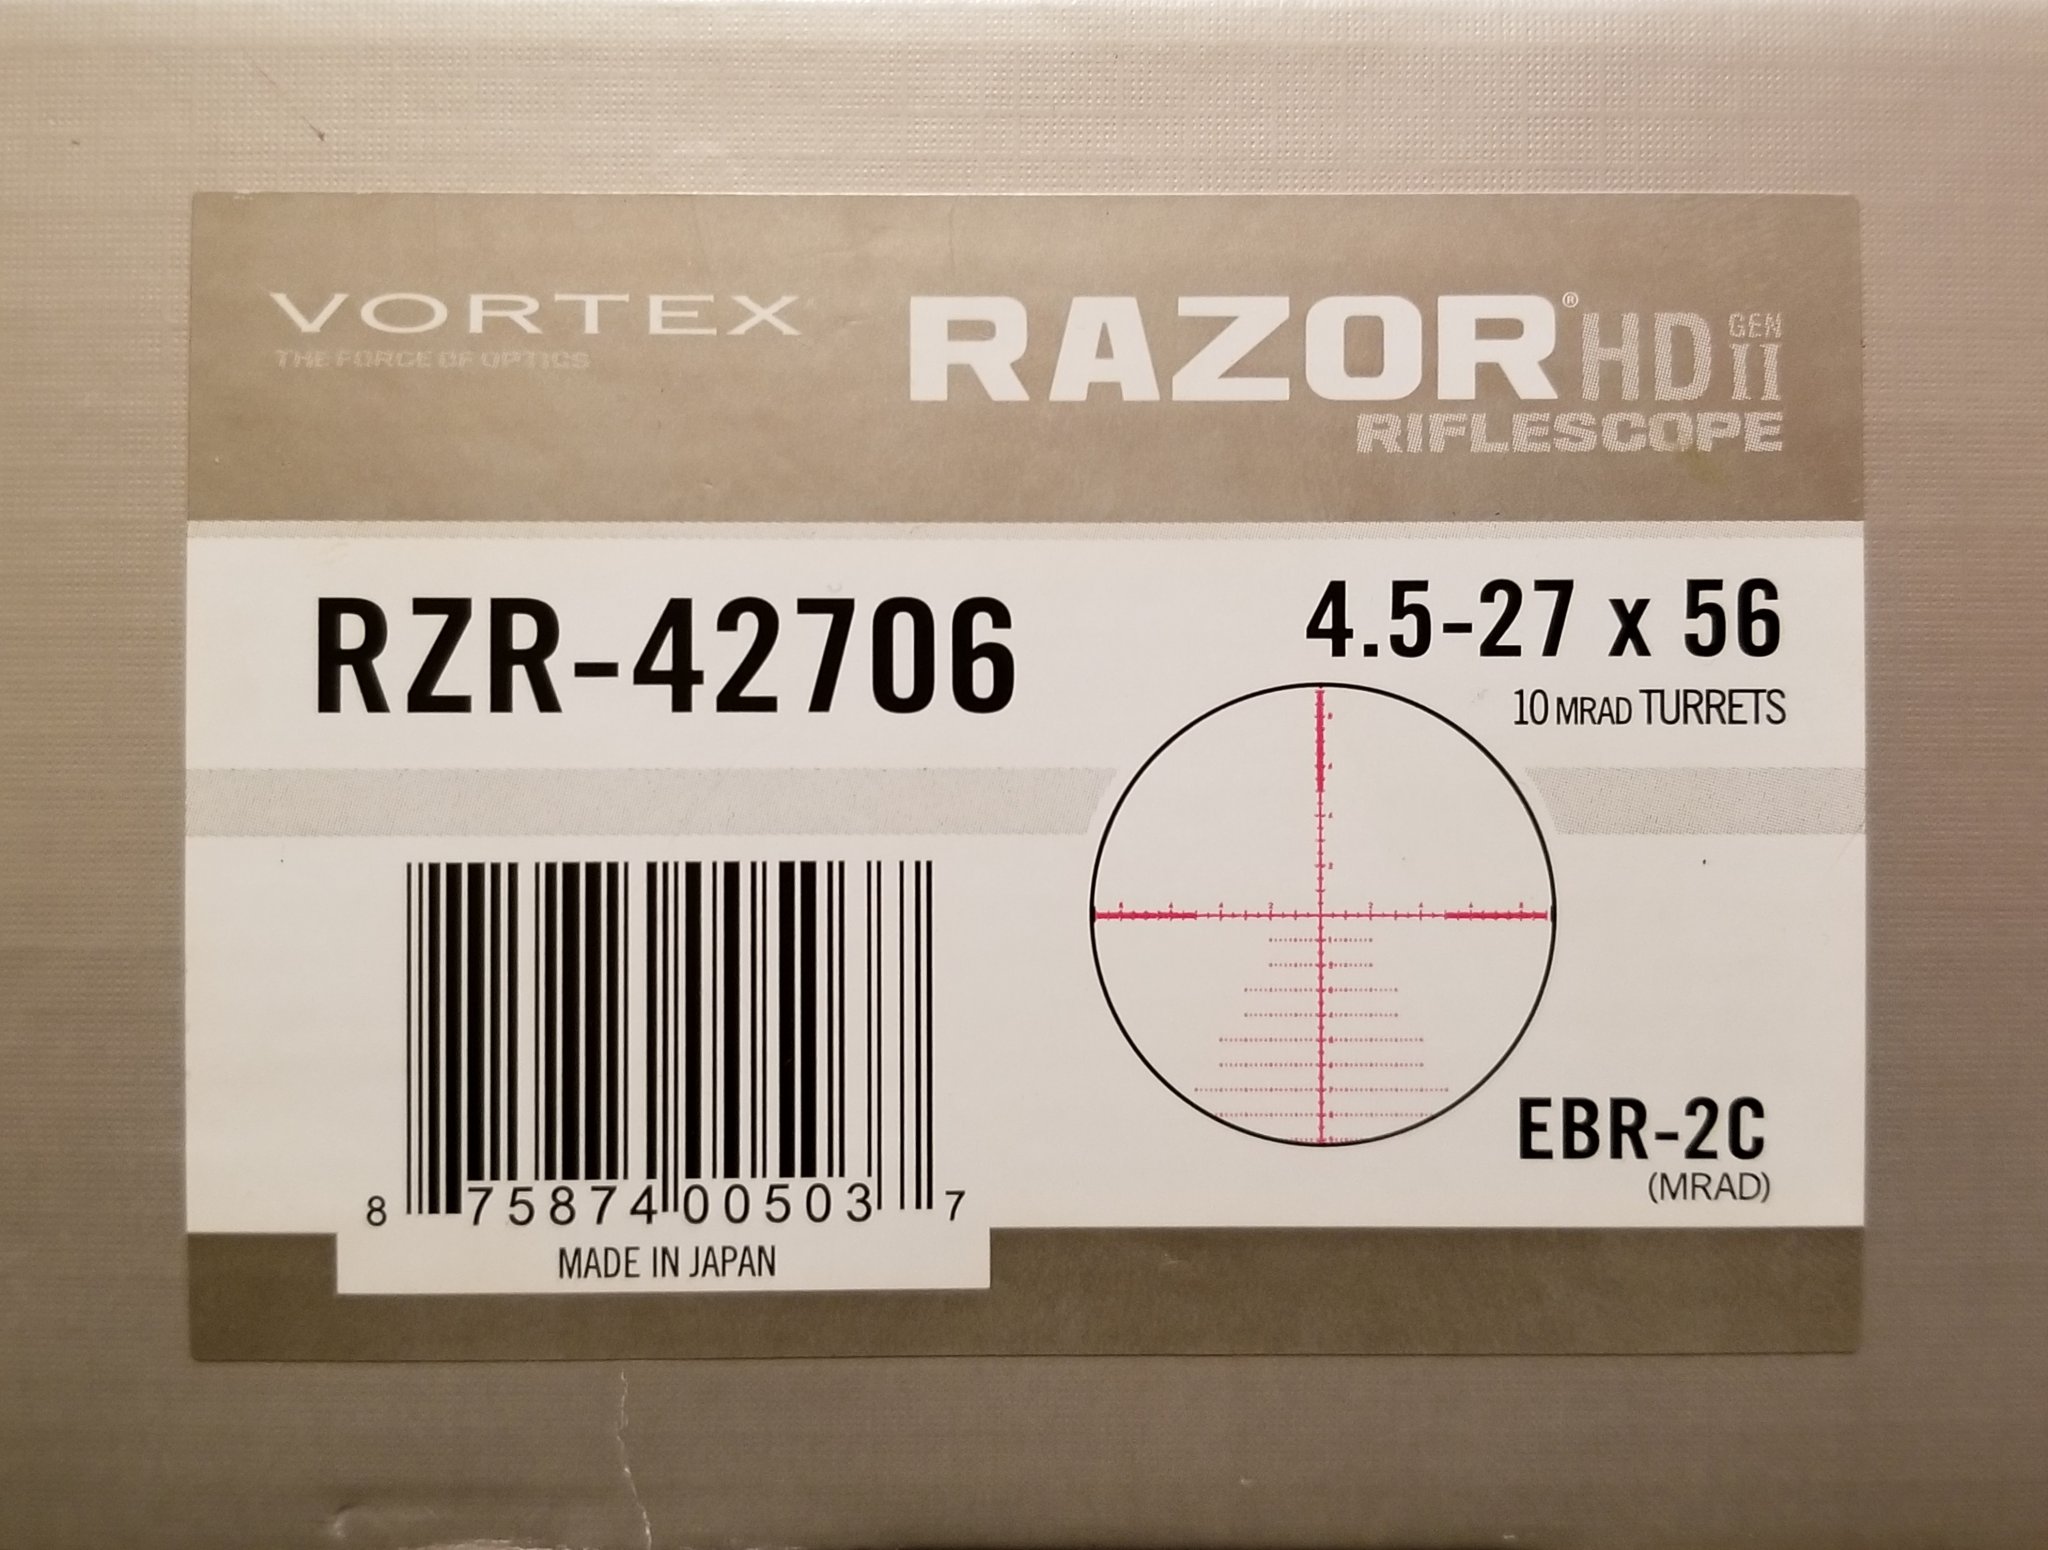 VORTEX
THE FORCE OF OPTICS
RAZOR® HD GEN II
RIFLESCOPE
RZR-42706
4.5-27 x 56
10 MRAD TURRETS
EBR-2C
(MRAD)
8 75874 00503 7
MADE IN JAPAN